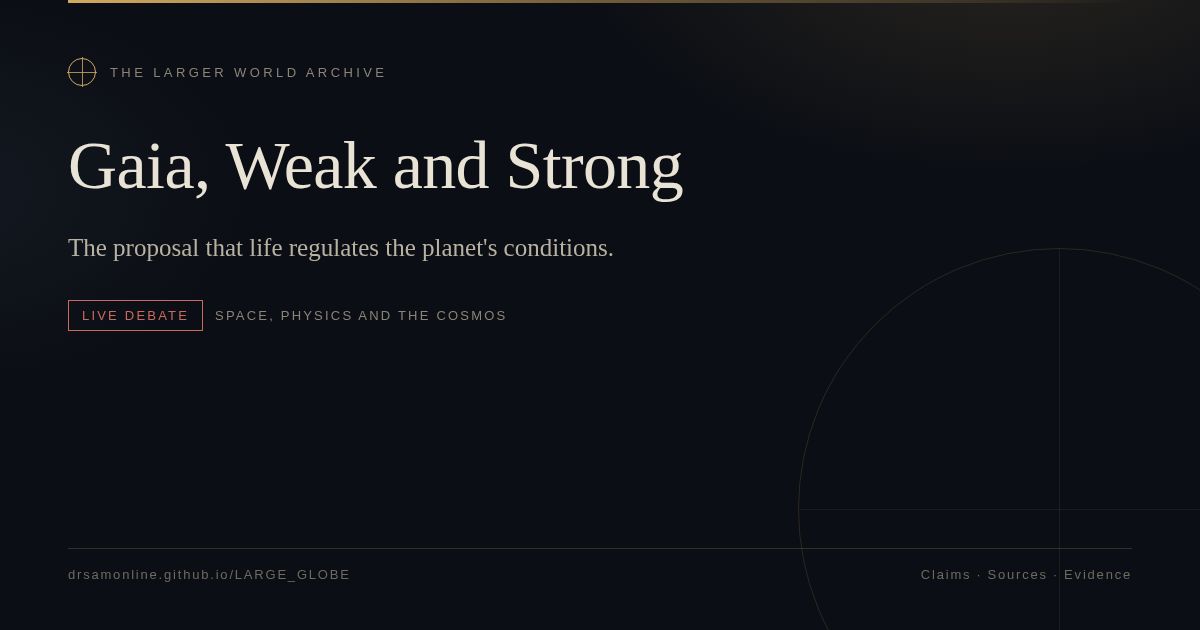 THE LARGER WORLD ARCHIVE
Gaia, Weak and Strong
The proposal that life regulates the planet's conditions.
LIVE DEBATE SPACE, PHYSICS AND THE COSMOS
drsamonline.github.io/LARGE_GLOBE Claims · Sources · Evidence